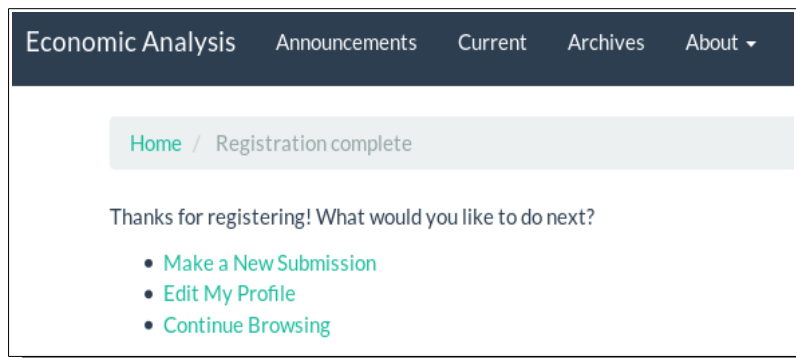 Economic Analysis Announcements Current Archives About
Home / Registration complete
Thanks for registering! What would you like to do next?
• Make a New Submission
• Edit My Profile
• Continue Browsing